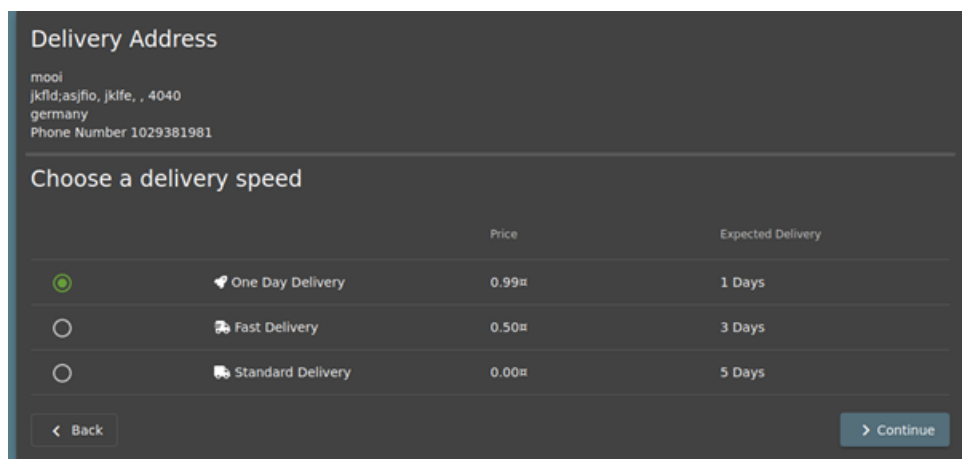 Delivery Address
mooi
jkfld;asjfio, jklfe, , 4040
germany
Phone Number 1029381981
Choose a delivery speed
Price Expected Delivery
One Day Delivery 0.99¤ 1 Days
Fast Delivery 0.50¤ 3 Days
Standard Delivery 0.00¤ 5 Days
Back Continue